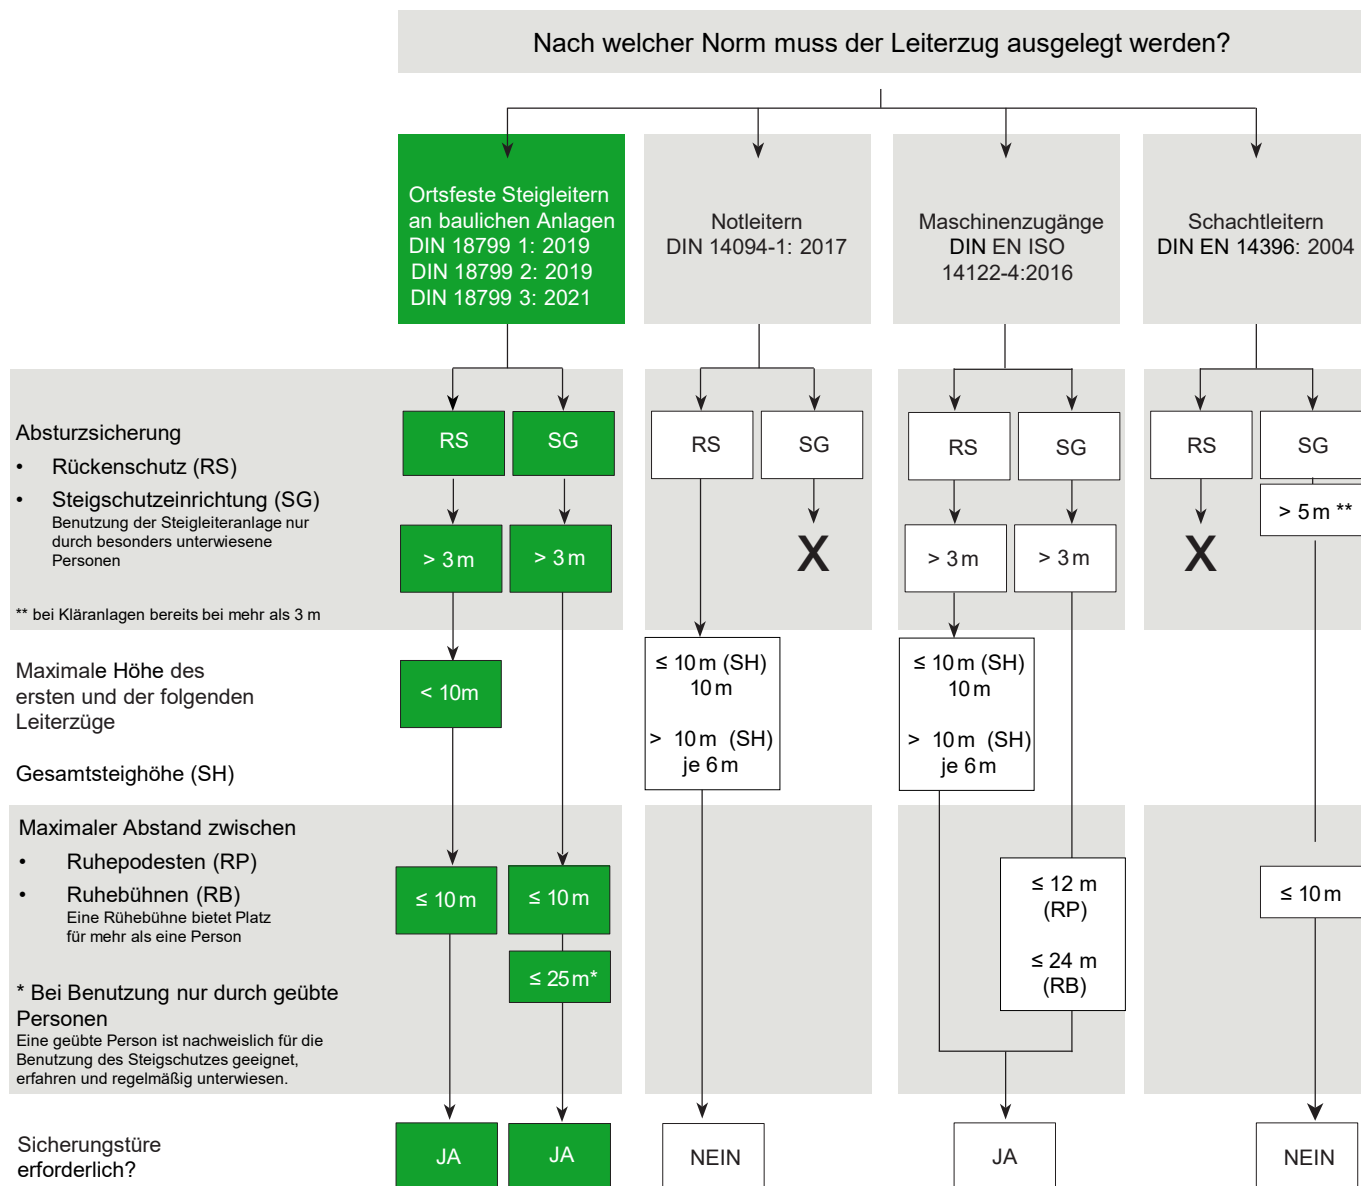 Nach welcher Norm muss der Leiterzug ausgelegt werden?
Ortsfeste Steigleitern
an baulichen Anlagen
DIN 18799 1: 2019
DIN 18799 2: 2019
DIN 18799 3: 2021
Notleitern
DIN 14094-1: 2017
Maschinenzugänge
DIN EN ISO
14122-4:2016
Schachtleitern
DIN EN 14396: 2004
Absturzsicherung
• Rückenschutz (RS)
• Steigschutzeinrichtung (SG)
Benutzung der Steigleiteranlage nur
durch besonders unterwiesene
Personen
** bei Kläranlagen bereits bei mehr als 3 m
RS
SG
RS
SG
RS
SG
RS
SG
> 3 m
> 3 m
X
> 3 m
> 3 m
X
> 5 m **
Maximale Höhe des
ersten und der folgenden
Leiterzüge
Gesamtsteighöhe (SH)
< 10m
≤ 10 m (SH)
10 m
> 10 m (SH)
je 6 m
≤ 10 m (SH)
10 m
> 10 m (SH)
je 6 m
Maximaler Abstand zwischen
• Ruhepodesten (RP)
• Ruhebühnen (RB)
Eine Rühebühne bietet Platz
für mehr als eine Person
* Bei Benutzung nur durch geübte
Personen
Eine geübte Person ist nachweislich für die
Benutzung des Steigschutzes geeignet,
erfahren und regelmäßig unterwiesen.
≤ 10 m
≤ 10 m
≤ 25 m*
≤ 12 m
(RP)
≤ 24 m
(RB)
≤ 10 m
Sicherungstüre
erforderlich?
JA
JA
NEIN
JA
NEIN